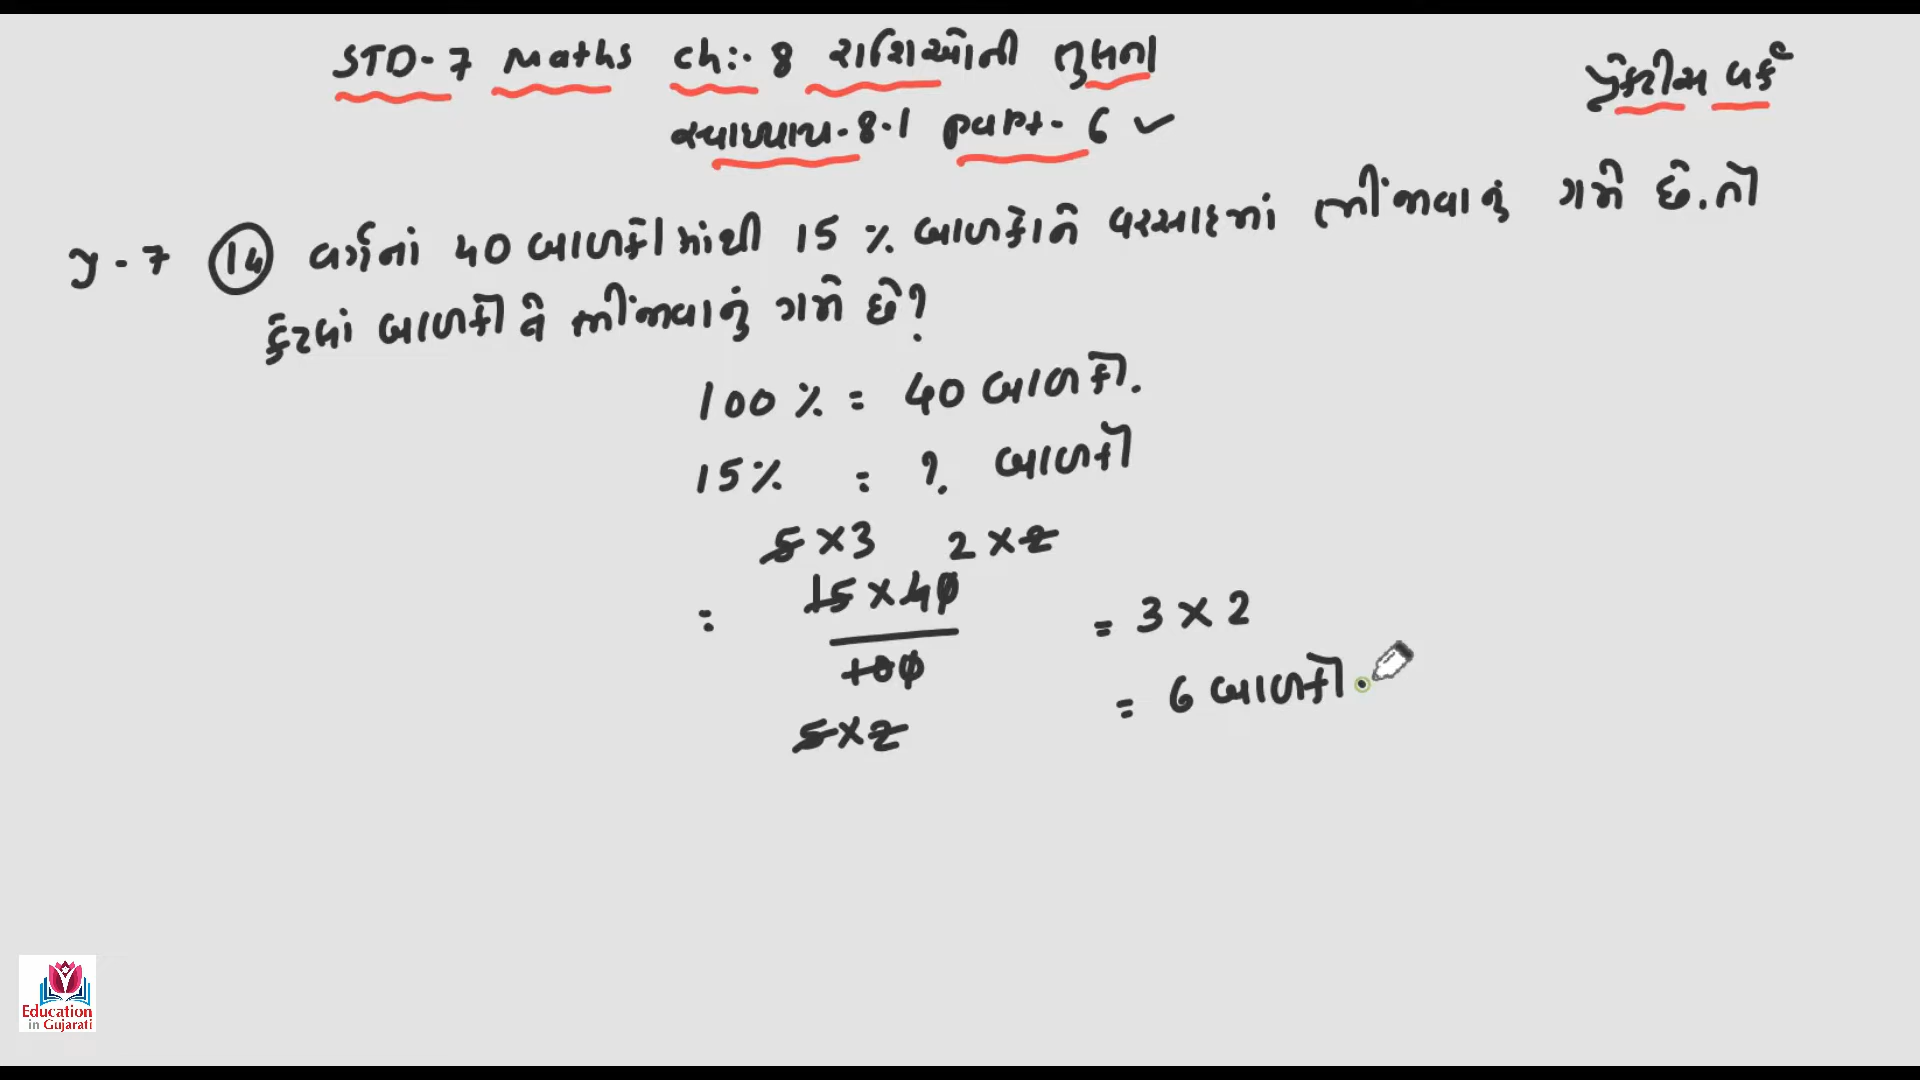 STD-7 Maths ch:-8 રાશિઓની તુલના
પ્રેક્ટીસ વર્ક
સ્વાધ્યાય-8.1 part-6 ✓
પૃ-7 (14) વર્ગનાં 40 બાળકોમાંથી 15 % બાળકોને વરસાદમાં ભીંજાવાનું ગમે છે. તો
કેટલાં બાળકોને ભીંજાવાનું ગમે છે?
100 % = 40 બાળકો.
15 % = ? બાળકો
5 × 3 2 × 2
= 15 × 40 = 3 × 2
100
= 6 બાળકો.
5 × 2
Education
in Gujarati